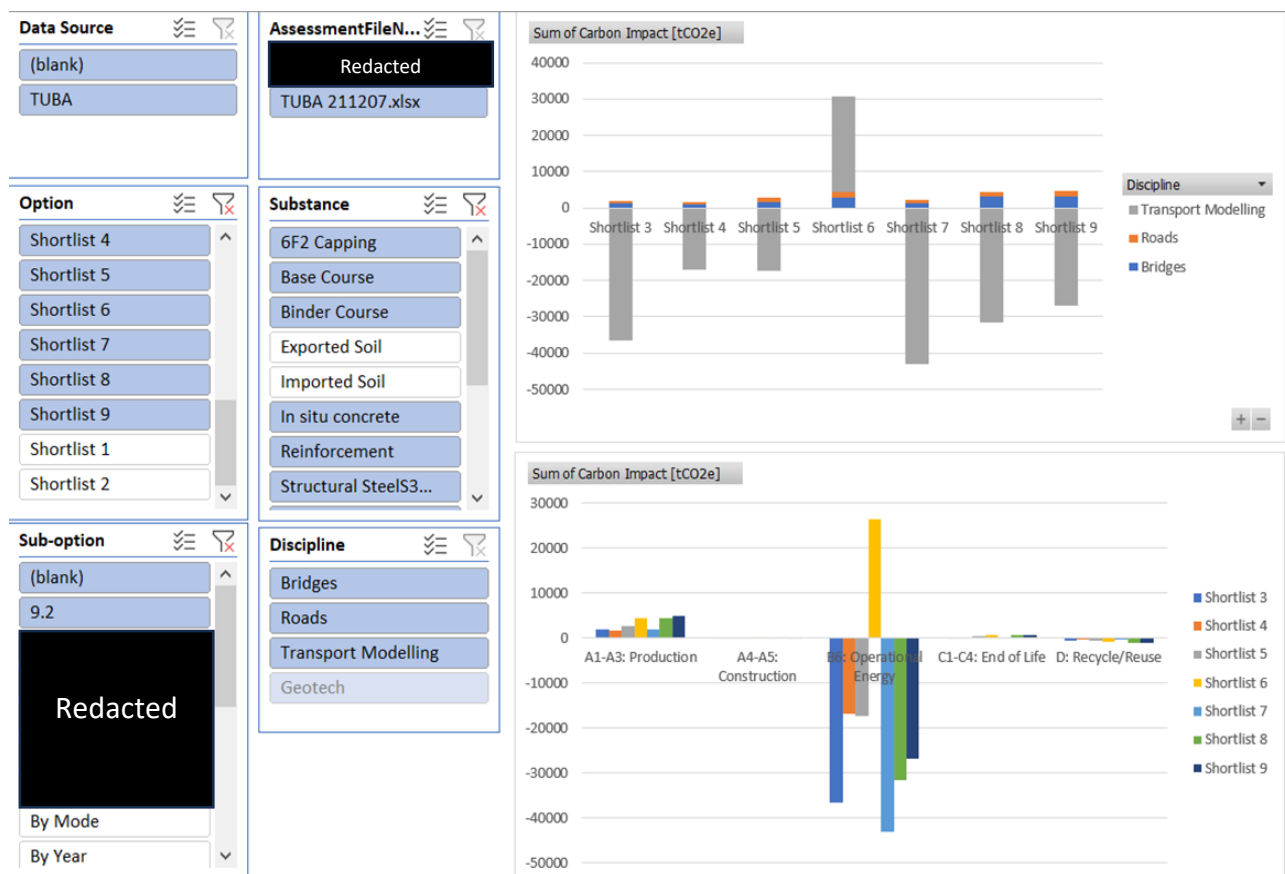 Data Source
(blank)
TUBA
AssessmentFileN...
Redacted
TUBA 211207.xlsx
Option
Shortlist 4
Shortlist 5
Shortlist 6
Shortlist 7
Shortlist 8
Shortlist 9
Shortlist 1
Shortlist 2
Substance
6F2 Capping
Base Course
Binder Course
Exported Soil
Imported Soil
In situ concrete
Reinforcement
Structural SteelS3...
Sub-option
(blank)
9.2
Redacted
By Mode
By Year
Discipline
Bridges
Roads
Transport Modelling
Geotech
Sum of Carbon Impact [tCO2e]
40000
30000
20000
10000
0
-10000
-20000
-30000
-40000
-50000
Shortlist 3 Shortlist 4 Shortlist 5 Shortlist 6 Shortlist 7 Shortlist 8 Shortlist 9
Discipline
Transport Modelling
Roads
Bridges
+ −
Sum of Carbon Impact [tCO2e]
30000
20000
10000
0
-10000
-20000
-30000
-40000
-50000
A1-A3: Production
A4-A5:
Construction
B6: Operational
Energy
C1-C4: End of Life
D: Recycle/Reuse
Shortlist 3
Shortlist 4
Shortlist 5
Shortlist 6
Shortlist 7
Shortlist 8
Shortlist 9